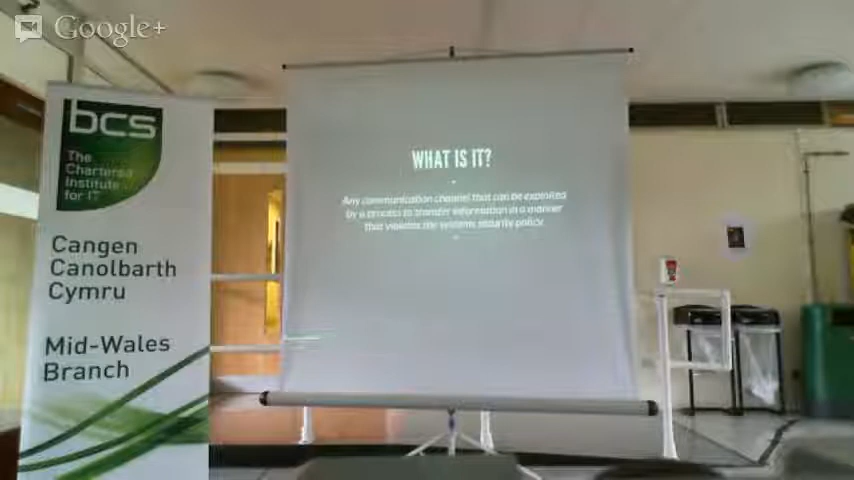 Google+
bcs
The
Chartered
Institute
for IT
Cangen
Canolbarth
Cymru
Mid-Wales
Branch
WHAT IS IT?
Any communication channel that can be exploited
by a process to transfer information in a manner
that violates the systems security policy.